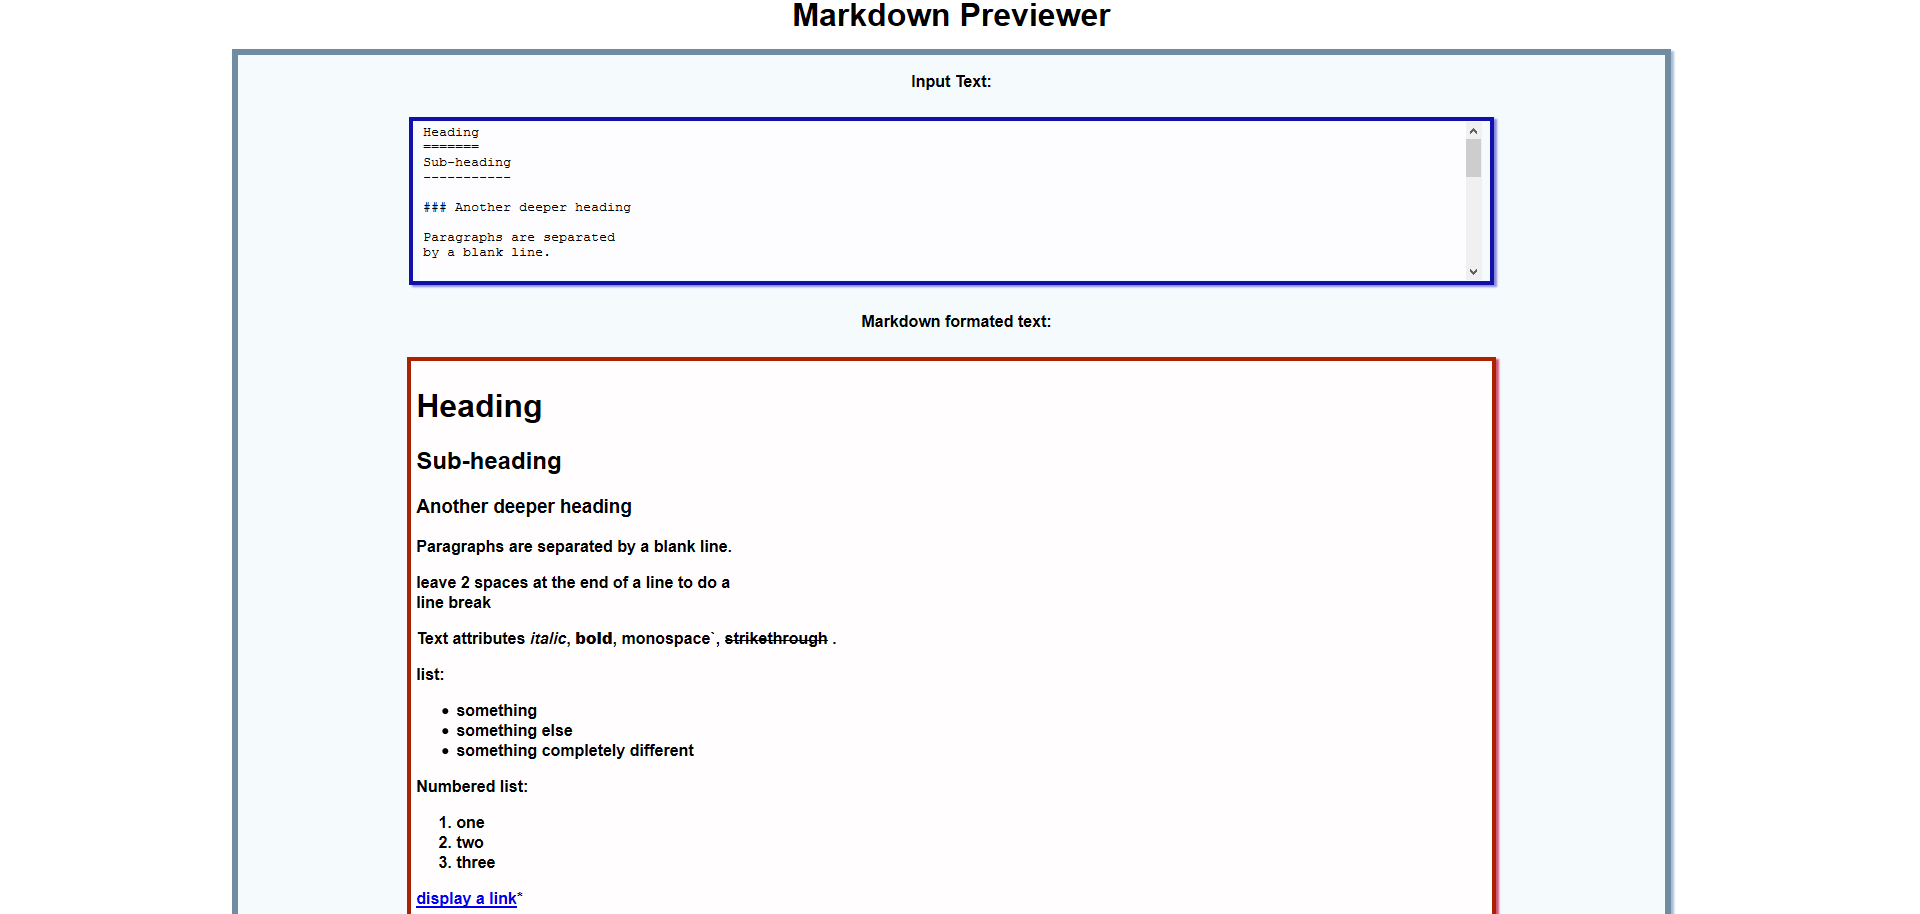 Markdown Previewer
Input Text:
Heading
=======
Sub-heading
-----------
### Another deeper heading
Paragraphs are separated
by a blank line.
Markdown formated text:
Heading
Sub-heading
Another deeper heading
Paragraphs are separated by a blank line.
leave 2 spaces at the end of a line to do a
line break
Text attributes italic, bold, monospace`, strikethrough .
list:
• something
• something else
• something completely different
Numbered list:
1. one
2. two
3. three
display a link*